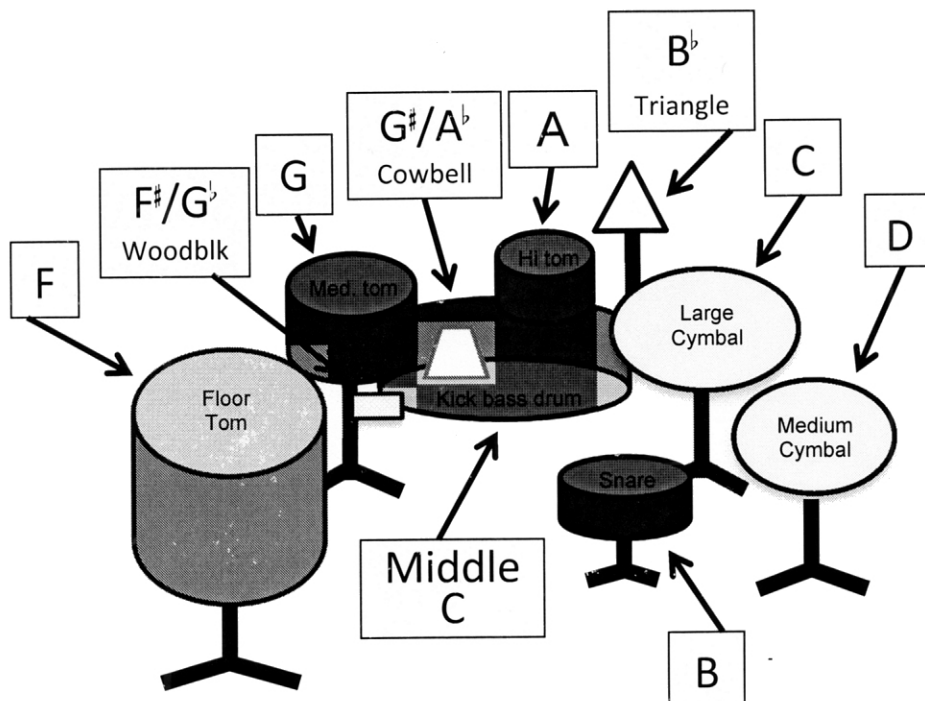 B♭
Triangle
G♯/A♭
Cowbell
A
C
G
F♯/G♭
Woodblk
D
F
Hi tom
Med. tom
Large
Cymbal
Floor
Tom
Kick bass drum
Medium
Cymbal
Snare
Middle
C
B